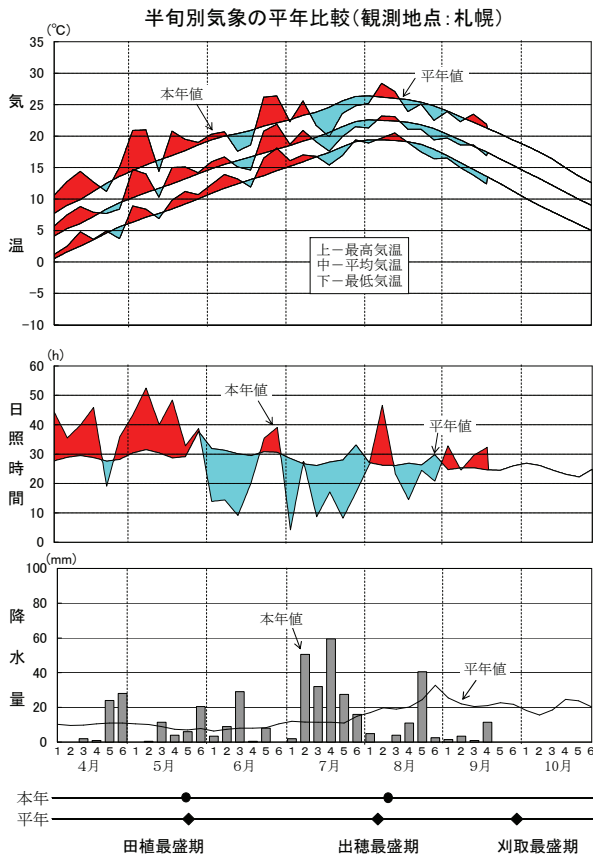 半旬別気象の平年比較(観測地点:札幌)
(℃)
35
30
25
20
15
10
5
0
-5
-10
気温
本年値
平年値
上ー最高気温
中ー平均気温
下ー最低気温
(h)
60
50
40
30
20
10
0
日照時間
本年値
平年値
(mm)
100
80
60
40
20
0
降水量
本年値
平年値
1 2 3 4 5 6 1 2 3 4 5 6 1 2 3 4 5 6 1 2 3 4 5 6 1 2 3 4 5 6 1 2 3 4 5 6 1 2 3 4 5 6
4月 5月 6月 7月 8月 9月 10月
本年
平年
田植最盛期 出穂最盛期 刈取最盛期